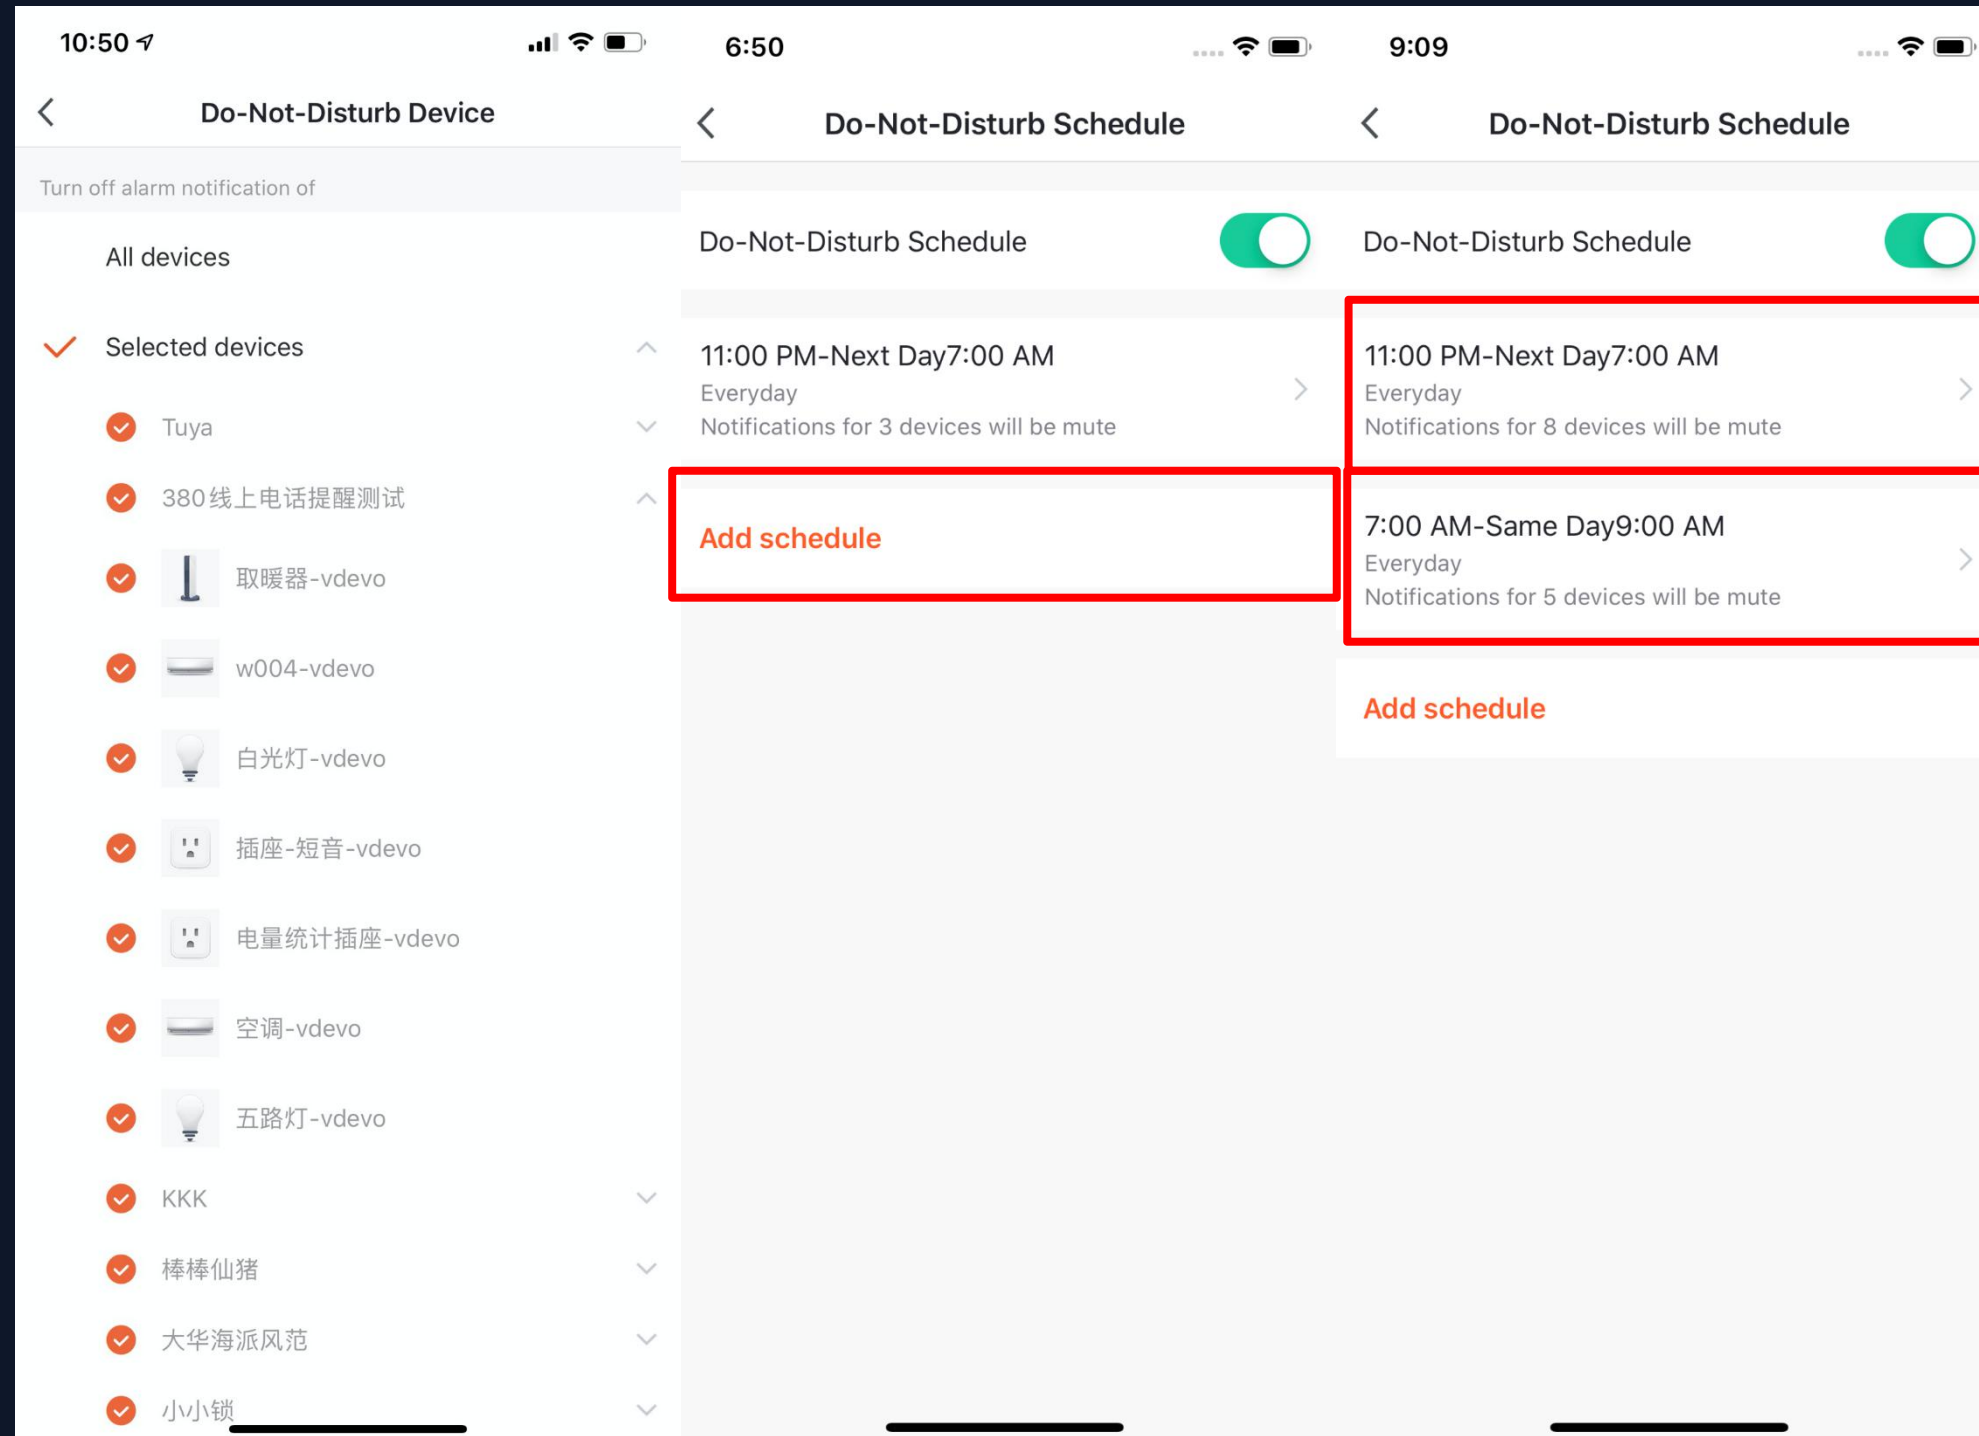 10:50
Do-Not-Disturb Device
Turn off alarm notification of
All devices
Selected devices
Tuya
380线上电话提醒测试
取暖器-vdevo
w004-vdevo
白光灯-vdevo
插座-短音-vdevo
电量统计插座-vdevo
空调-vdevo
五路灯-vdevo
KKK
棒棒仙猪
大华海派风范
小小锁
6:50
Do-Not-Disturb Schedule
Do-Not-Disturb Schedule
11:00 PM-Next Day7:00 AM
Everyday
Notifications for 3 devices will be mute
Add schedule
9:09
Do-Not-Disturb Schedule
Do-Not-Disturb Schedule
11:00 PM-Next Day7:00 AM
Everyday
Notifications for 8 devices will be mute
7:00 AM-Same Day9:00 AM
Everyday
Notifications for 5 devices will be mute
Add schedule